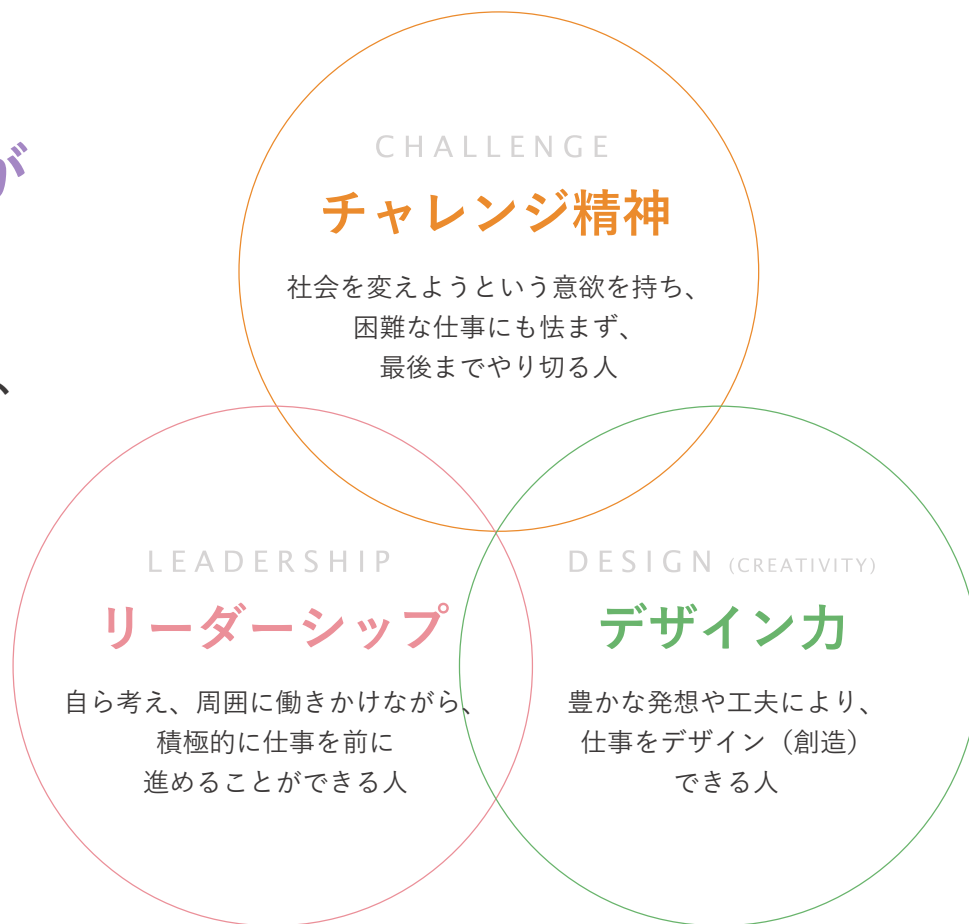 が
、
CHALLENGE
チャレンジ精神
社会を変えようという意欲を持ち、
困難な仕事にも怯まず、
最後までやり切る人
LEADERSHIP
リーダーシップ
自ら考え、周囲に働きかけながら、
積極的に仕事を前に
進めることができる人
DESIGN (CREATIVITY)
デザイン力
豊かな発想や工夫により、
仕事をデザイン（創造）
できる人